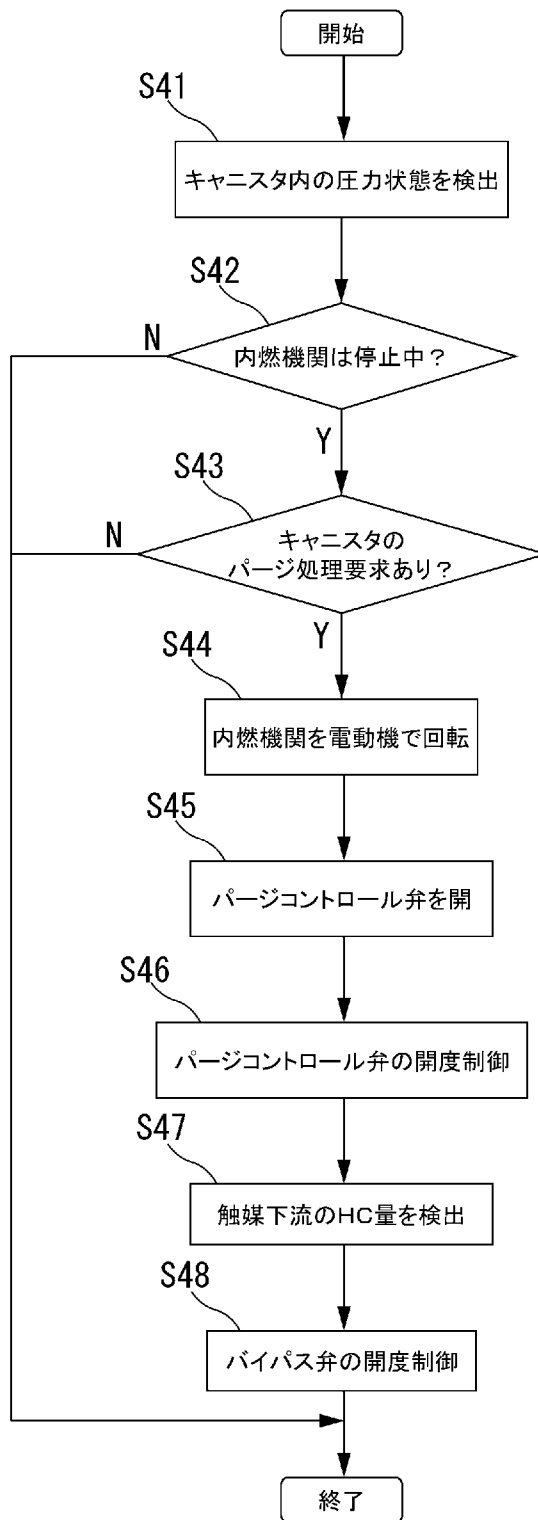 開始
S41
キャニスタ内の圧力状態を検出
S42
N
内燃機関は停止中？
Y
S43
N
キャニスタの
パージ処理要求あり？
Y
S44
内燃機関を電動機で回転
S45
パージコントロール弁を開
S46
パージコントロール弁の開度制御
S47
触媒下流のHC量を検出
S48
バイパス弁の開度制御
終了